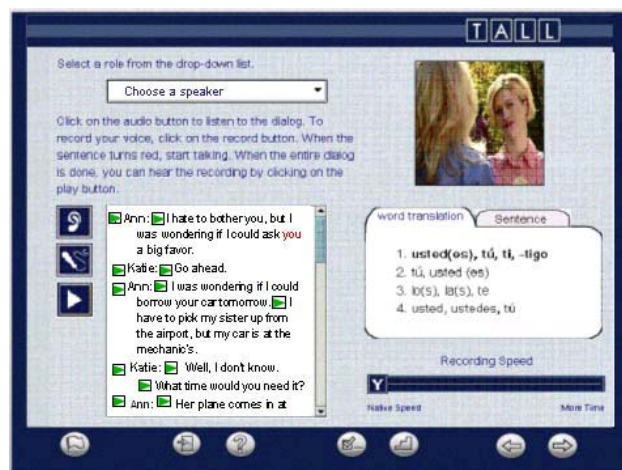 TALL
Select a role from the drop-down list.
Choose a speaker
Click on the audio button to listen to the dialog. To
record your voice, click on the record button. When the
sentence turns red, start talking. When the entire dialog
is done, you can hear the recording by clicking on the
play button.
Ann: I hate to bother you, but I
was wondering if I could ask you
a big favor.
Katie: Go ahead.
Ann: I was wondering if I could
borrow your car tomorrow. I
have to pick my sister up from
the airport, but my car is at the
mechanic's.
Katie: Well, I don't know.
What time would you need it?
Ann: Her plane comes in at
word translation
Sentence
1. usted(es), tú, ti, -tigo
2. tú, usted (es)
3. lo(s), la(s), te
4. usted, ustedes, tú
Recording Speed
Y
Native Speed
More Time
?